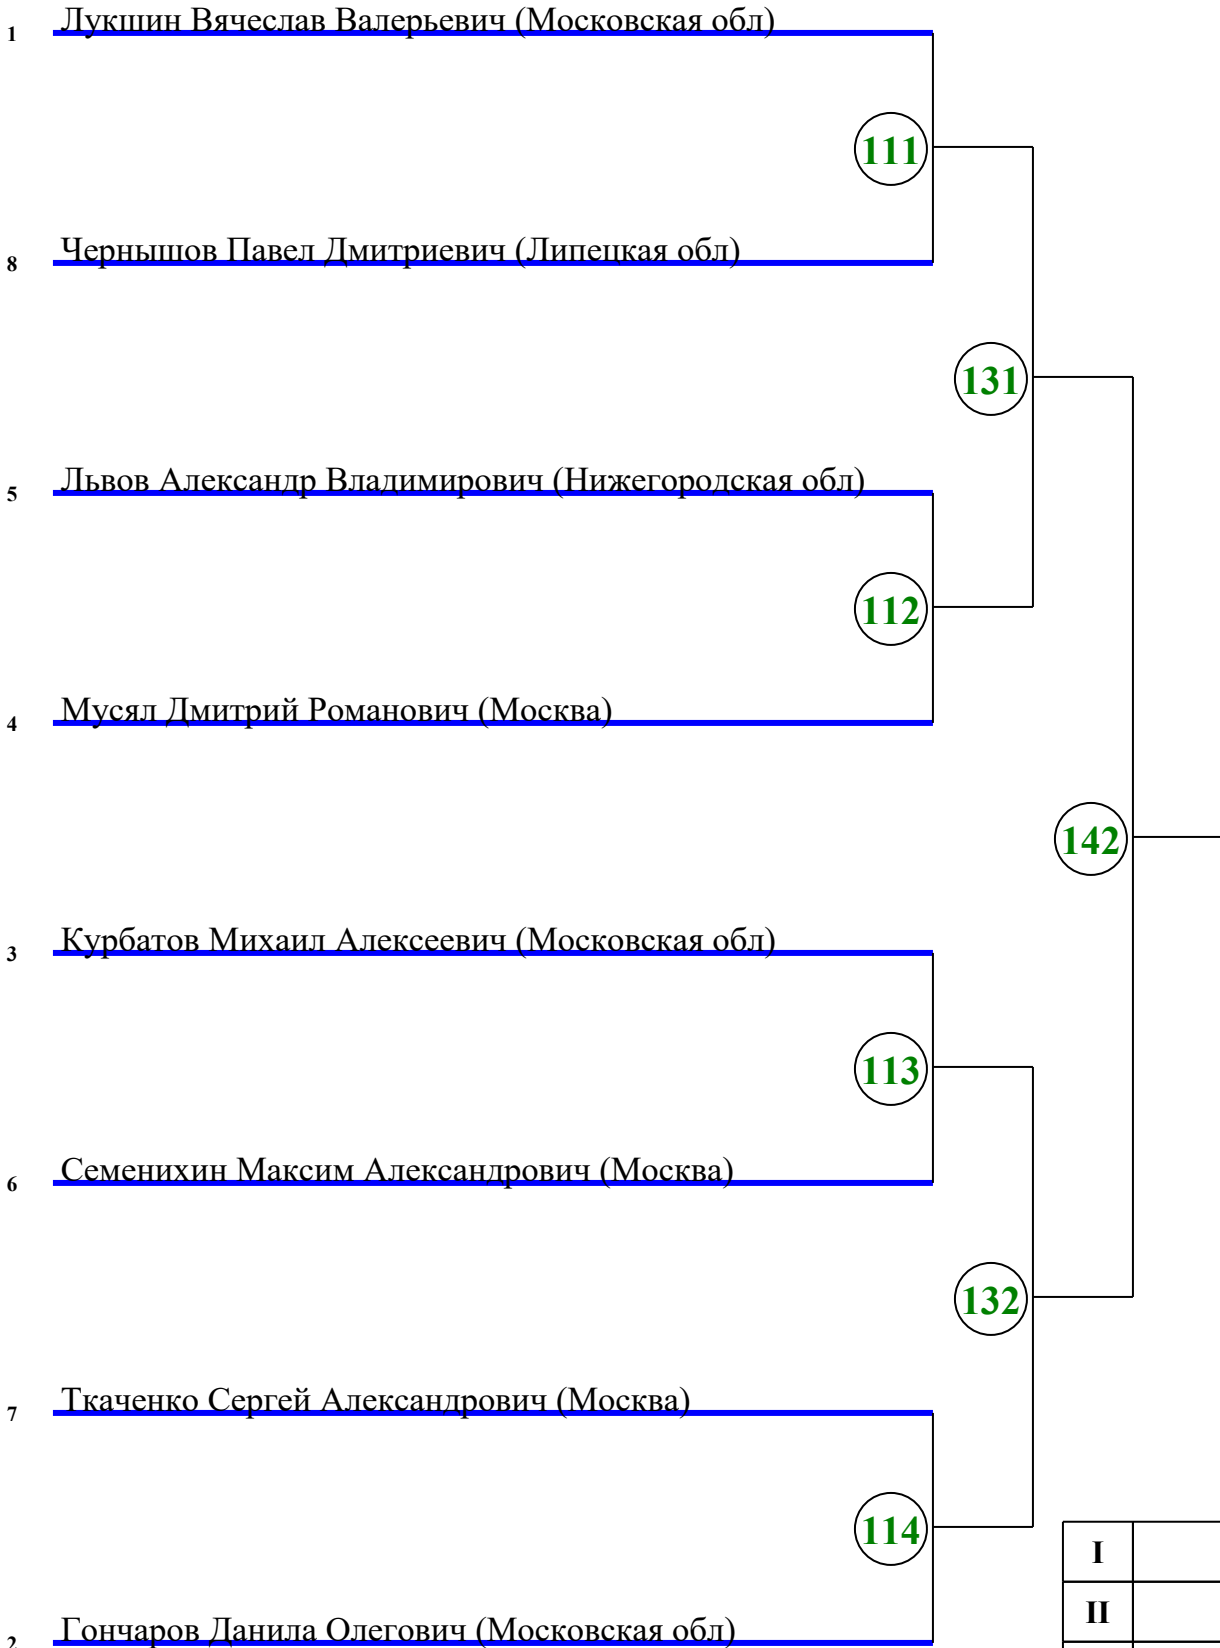 1 Лукшин Вячеслав Валерьевич (Московская обл)
111
8 Чернышов Павел Дмитриевич (Липецкая обл)
131
5 Львов Александр Владимирович (Нижегородская обл)
112
4 Мусял Дмитрий Романович (Москва)
142
3 Курбатов Михаил Алексеевич (Московская обл)
113
6 Семенихин Максим Александрович (Москва)
132
7 Ткаченко Сергей Александрович (Москва)
114
I
II
2 Гончаров Данила Олегович (Московская обл)